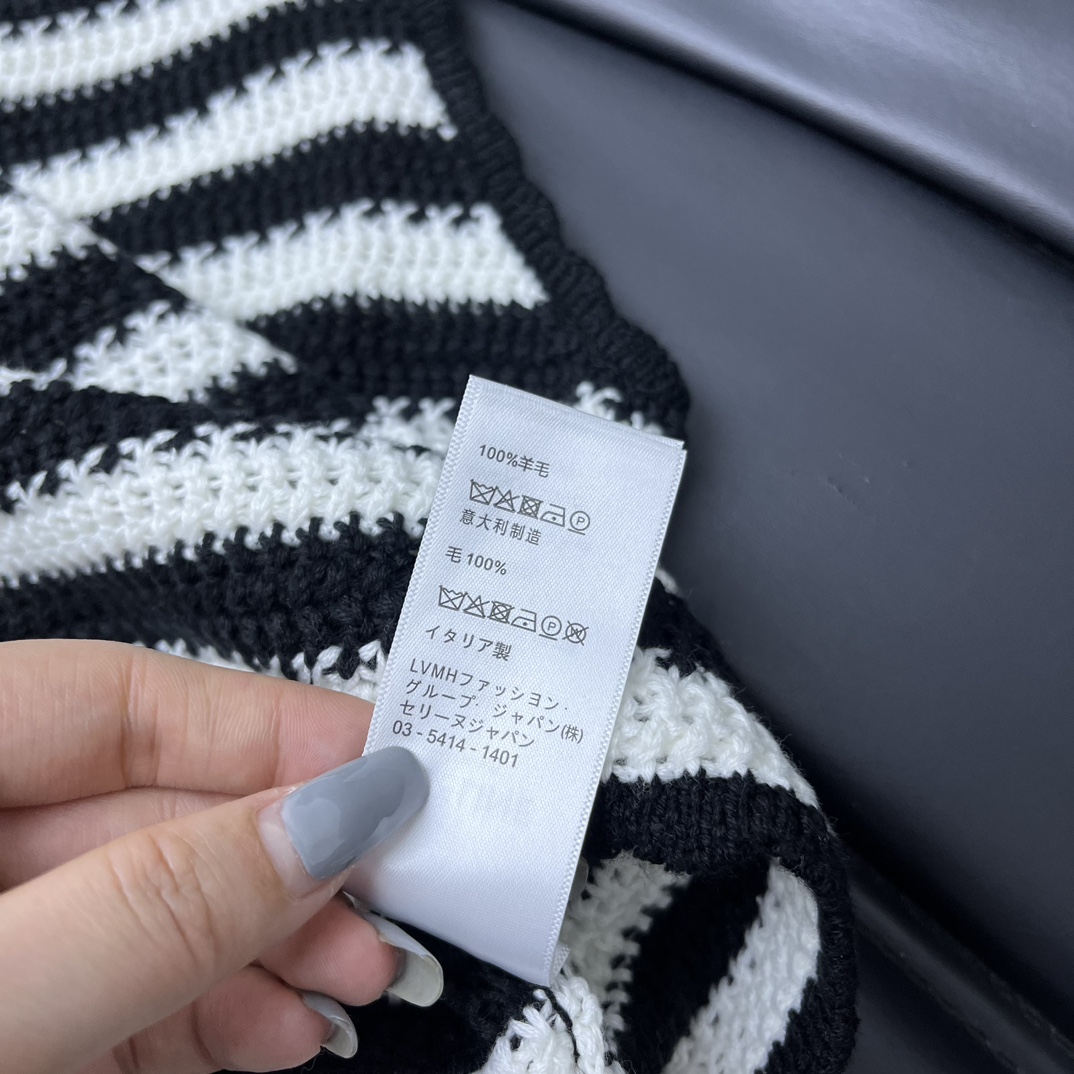 100%羊毛
意大利制造
毛 100%
イタリア製
LVMHファッション・
グループ・ジャパン(株)
セリーヌジャパン
03 - 5414 - 1401